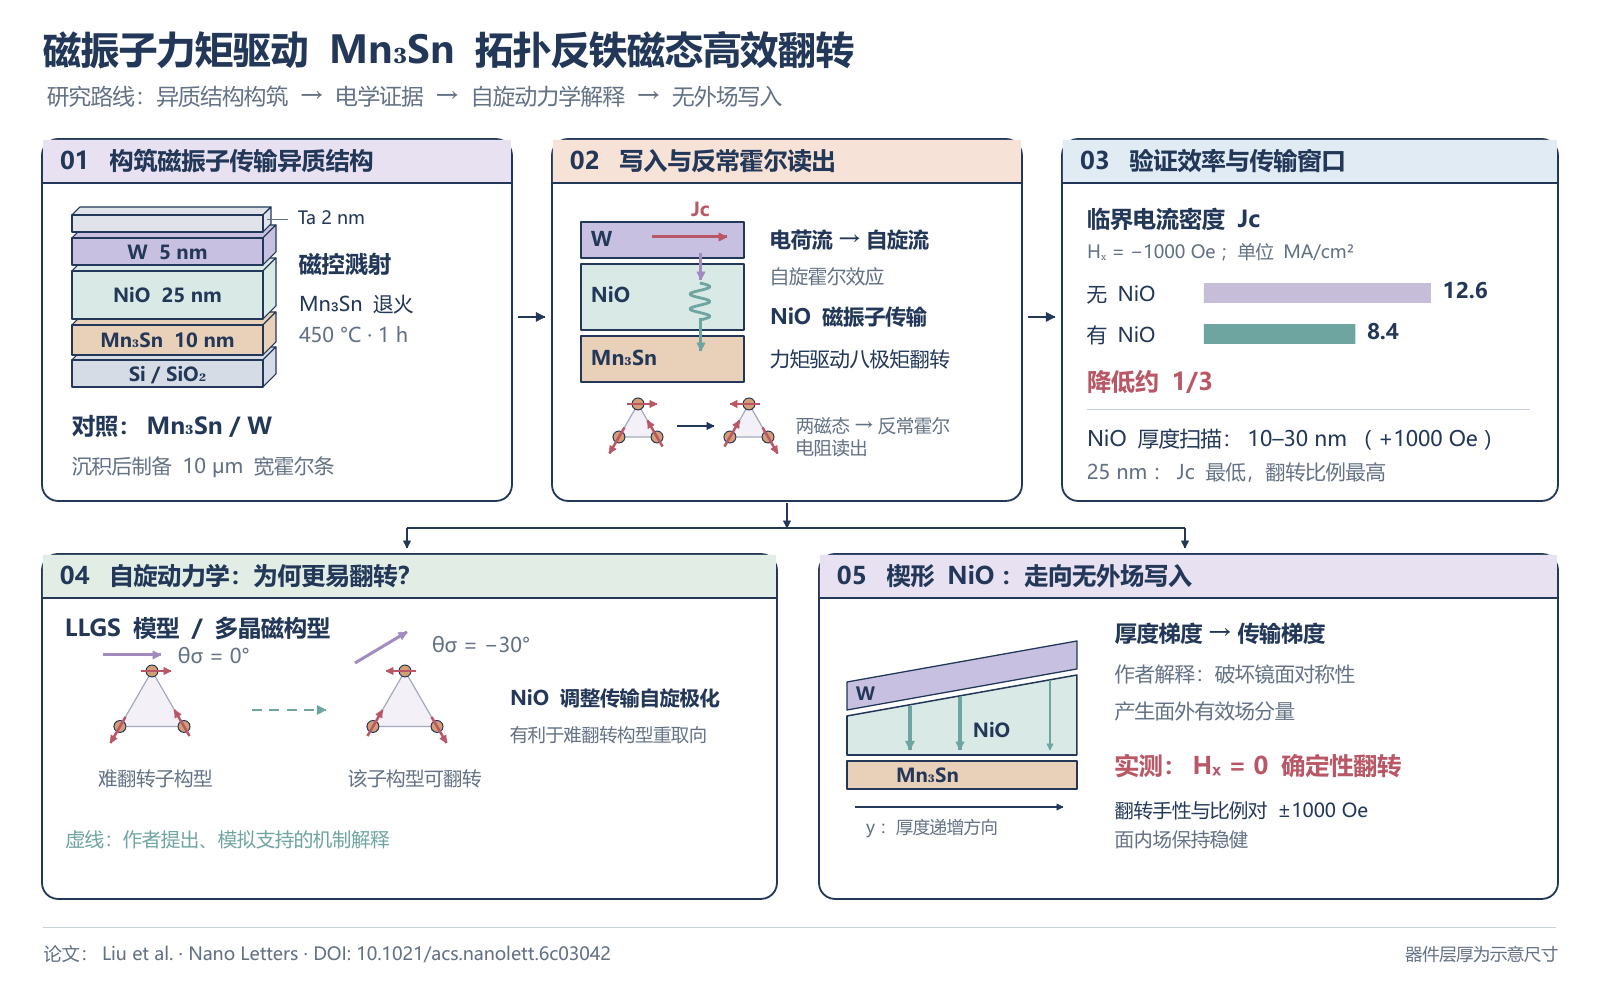 磁振子力矩驱动 Mn₃Sn 拓扑反铁磁态高效翻转
研究路线：异质结构构筑 → 电学证据 → 自旋动力学解释 → 无外场写入
01 构筑磁振子传输异质结构
Ta 2 nm
W 5 nm
NiO 25 nm
Mn₃Sn 10 nm
Si / SiO₂
磁控溅射
Mn₃Sn 退火
450 °C · 1 h
对照： Mn₃Sn / W
沉积后制备 10 μm 宽霍尔条
02 写入与反常霍尔读出
Jc
W
NiO
Mn₃Sn
电荷流 → 自旋流
自旋霍尔效应
NiO 磁振子传输
力矩驱动八极矩翻转
两磁态 → 反常霍尔
电阻读出
03 验证效率与传输窗口
临界电流密度 Jc
Hₓ = −1000 Oe ; 单位 MA/cm²
无 NiO 12.6
有 NiO 8.4
降低约 1/3
NiO 厚度扫描： 10–30 nm （ +1000 Oe ）
25 nm： Jc 最低，翻转比例最高
04 自旋动力学：为何更易翻转？
LLGS 模型 / 多晶磁构型
θσ = 0°
θσ = −30°
NiO 调整传输自旋极化
有利于难翻转构型重取向
难翻转子构型
该子构型可翻转
虚线：作者提出、模拟支持的机制解释
05 楔形 NiO： 走向无外场写入
W
NiO
Mn₃Sn
y： 厚度递增方向
厚度梯度 → 传输梯度
作者解释：破坏镜面对称性
产生面外有效场分量
实测： Hₓ = 0 确定性翻转
翻转手性与比例对 ±1000 Oe
面内场保持稳健
论文： Liu et al. · Nano Letters · DOI: 10.1021/acs.nanolett.6c03042
器件层厚为示意尺寸